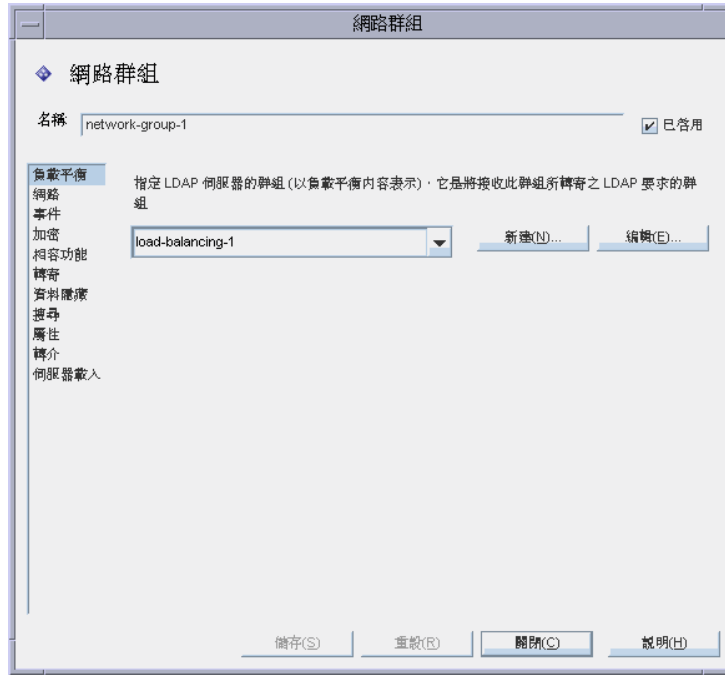 網路群組
網路群組
名稱
network-group-1
已啓用
負載平衡
網路
事件
加密
相容功能
轉寄
資料隱藏
搜尋
屬性
轉介
伺服器載入
指定 LDAP 伺服器的群組 (以負載平衡內容表示)，它是將接收此群組所轉寄之 LDAP 要求的群
組
load-balancing-1
新建(N)...
編輯(E)...
儲存(S)
重設(R)
關閉(C)
說明(H)